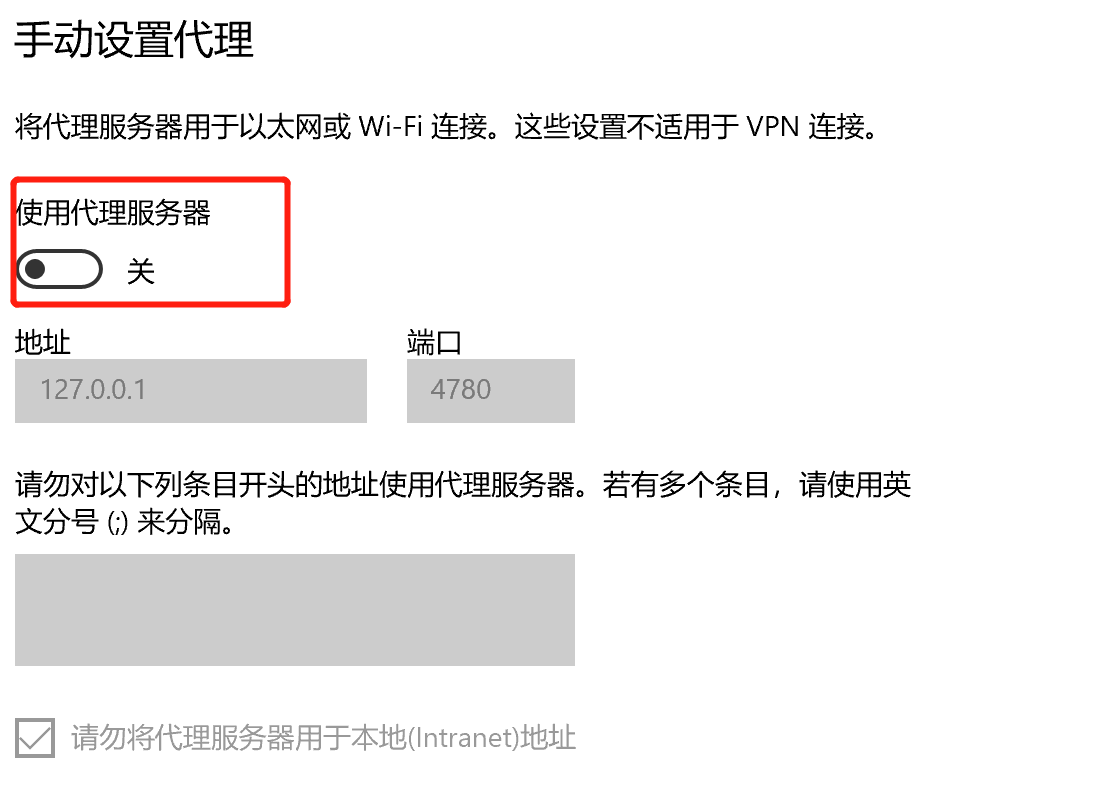 手动设置代理
将代理服务器用于以太网或 Wi-Fi 连接。这些设置不适用于 VPN 连接。
使用代理服务器
关
地址 端口
127.0.0.1 4780
请勿对以下列条目开头的地址使用代理服务器。若有多个条目，请使用英
文分号 (;) 来分隔。
请勿将代理服务器用于本地(Intranet)地址